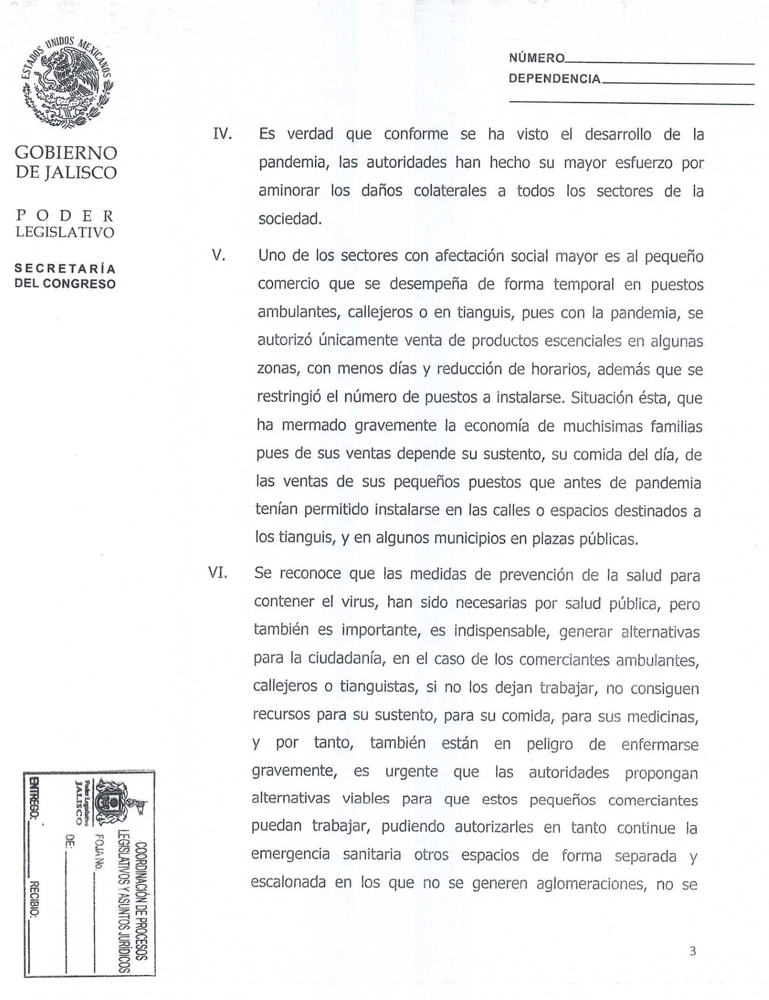 ESTADOS UNIDOS MEXICANOS
GOBIERNO
DE JALISCO
P O D E R
LEGISLATIVO
SECRETARÍA
DEL CONGRESO
NÚMERO
DEPENDENCIA
IV. Es verdad que conforme se ha visto el desarrollo de la
pandemia, las autoridades han hecho su mayor esfuerzo por
aminorar los daños colaterales a todos los sectores de la
sociedad.
V. Uno de los sectores con afectación social mayor es al pequeño
comercio que se desempeña de forma temporal en puestos
ambulantes, callejeros o en tianguis, pues con la pandemia, se
autorizó únicamente venta de productos escenciales en algunas
zonas, con menos días y reducción de horarios, además que se
restringió el número de puestos a instalarse. Situación ésta, que
ha mermado gravemente la economía de muchisimas familias
pues de sus ventas depende su sustento, su comida del día, de
las ventas de sus pequeños puestos que antes de pandemia
tenían permitido instalarse en las calles o espacios destinados a
los tianguis, y en algunos municipios en plazas públicas.
VI. Se reconoce que las medidas de prevención de la salud para
contener el virus, han sido necesarias por salud pública, pero
también es importante, es indispensable, generar alternativas
para la ciudadanía, en el caso de los comerciantes ambulantes,
callejeros o tianguistas, si no los dejan trabajar, no consiguen
recursos para su sustento, para su comida, para sus medicinas,
y por tanto, también están en peligro de enfermarse
gravemente, es urgente que las autoridades propongan
alternativas viables para que estos pequeños comerciantes
puedan trabajar, pudiendo autorizarles en tanto continue la
emergencia sanitaria otros espacios de forma separada y
escalonada en los que no se generen aglomeraciones, no se
COORDINACIÓN DE PROCESOS
LEGISLATIVOS Y ASUNTOS JURÍDICOS
Poder Legislativo
JALISCO
FOJA No.
DE:
ENTREGO: RECIBIO:
3